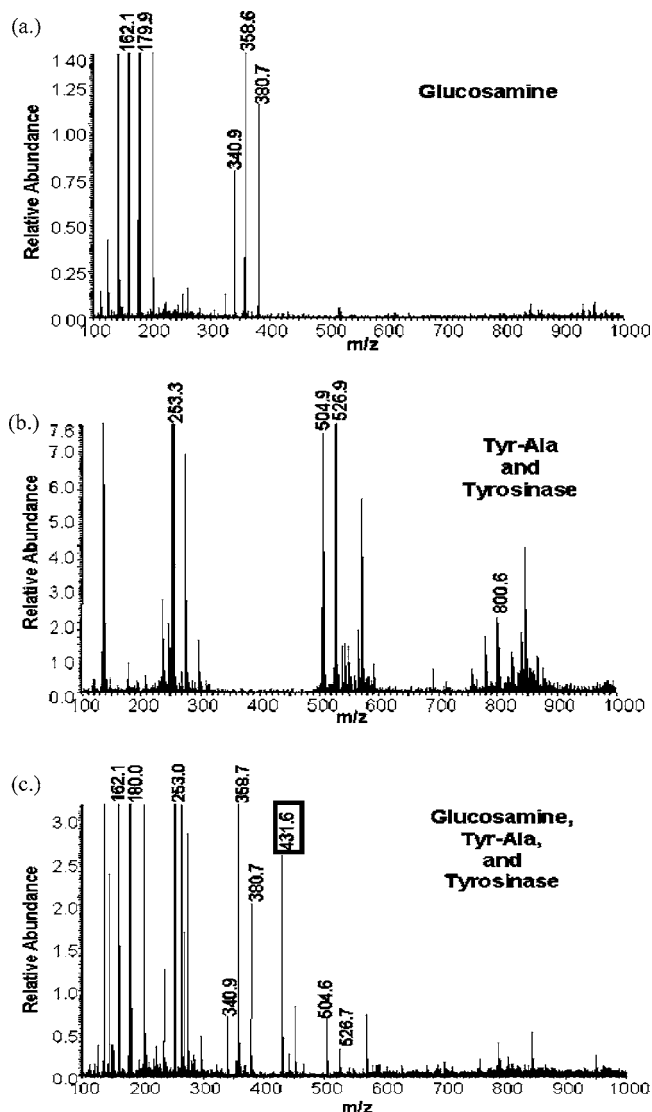 (a.)
162.1
179.9
358.6
380.7
340.9
Glucosamine
Relative Abundance
1.40
1.25
1.00
0.75
0.50
0.25
0.00
100 200 300 400 500 600 700 800 900 1000
m/z
(b.)
253.3
504.9
526.9
800.6
Tyr-Ala
and
Tyrosinase
Relative Abundance
7.6
7.0
6.0
5.0
4.0
3.0
2.0
1.0
0.0
100 200 300 400 500 600 700 800 900 1000
m/z
(c.)
162.1
180.0
253.0
358.7
380.7
431.6
340.9
504.6
526.7
Glucosamine,
Tyr-Ala,
and
Tyrosinase
Relative Abundance
3.0
2.5
2.0
1.5
1.0
0.5
0.0
100 200 300 400 500 600 700 800 900 1000
m/z